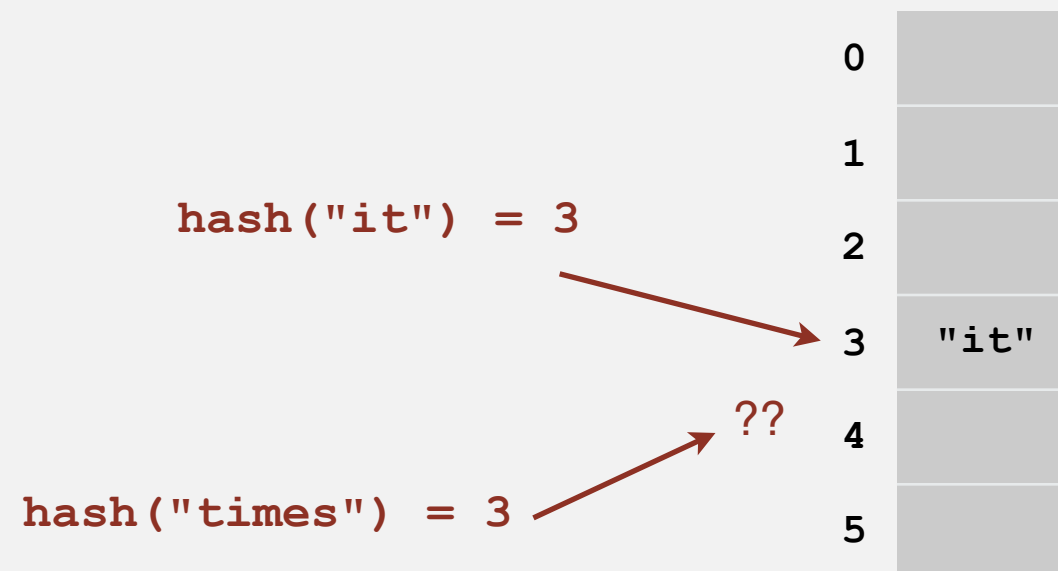 0
1
hash("it") = 3
2
3 "it"
??
4
hash("times") = 3
5